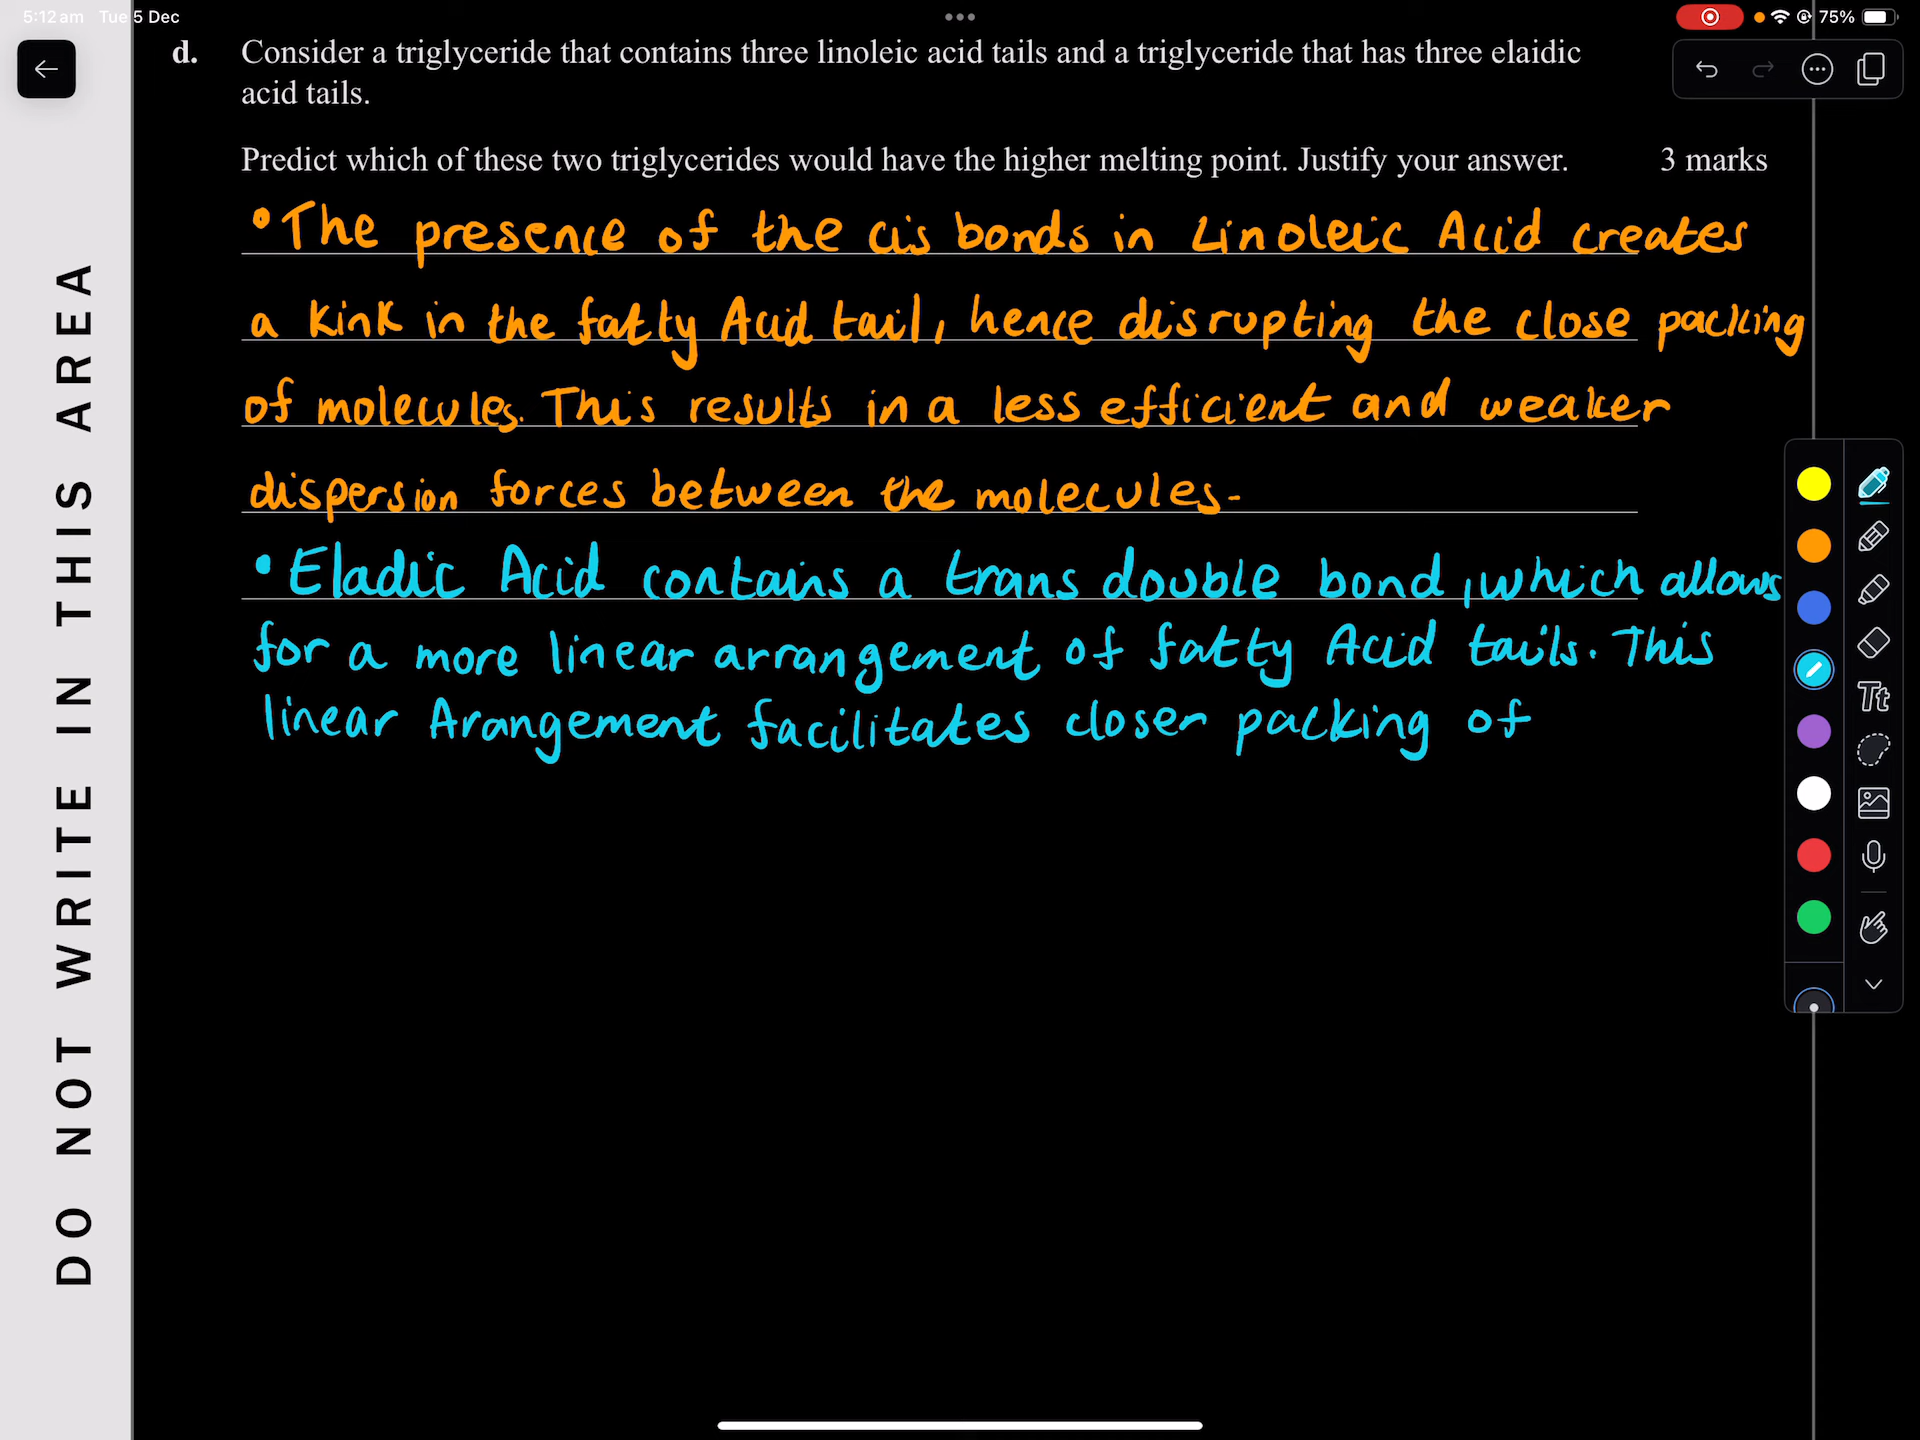 5:12am Tue 5 Dec
75%
d. Consider a triglyceride that contains three linoleic acid tails and a triglyceride that has three elaidic
acid tails.
Predict which of these two triglycerides would have the higher melting point. Justify your answer. 3 marks
•The presence of the cis bonds in Linoleic Acid creates
a kink in the fatty Acid tail, hence disrupting the close packing
of molecules. This results in a less efficient and weaker
dispersion forces between the molecules-
•Eladic Acid contains a trans double bond, which allows
for a more linear arrangement of fatty Acid tails. This
linear Arangement facilitates closer packing of
DO NOT WRITE IN THIS AREA
Tt